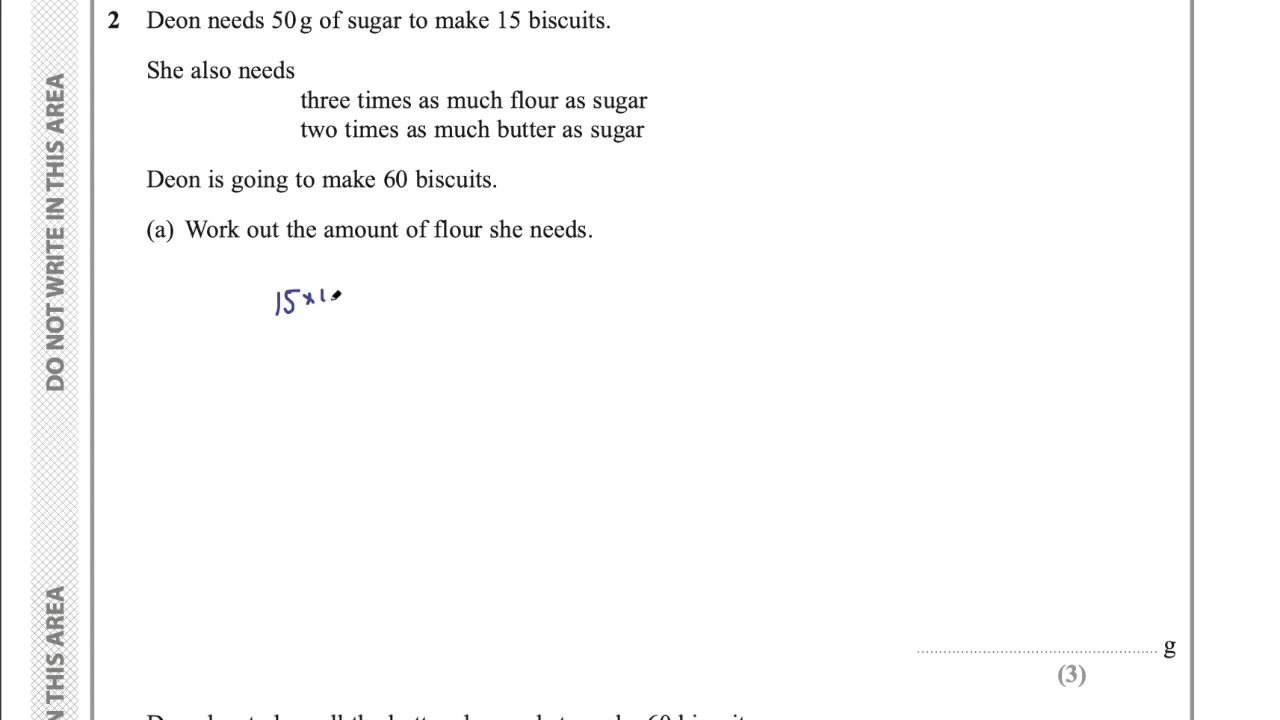 2 Deon needs 50 g of sugar to make 15 biscuits.
She also needs
three times as much flour as sugar
two times as much butter as sugar
Deon is going to make 60 biscuits.
(a) Work out the amount of flour she needs.
15×
g
(3)
DO NOT WRITE IN THIS AREA
THIS AREA